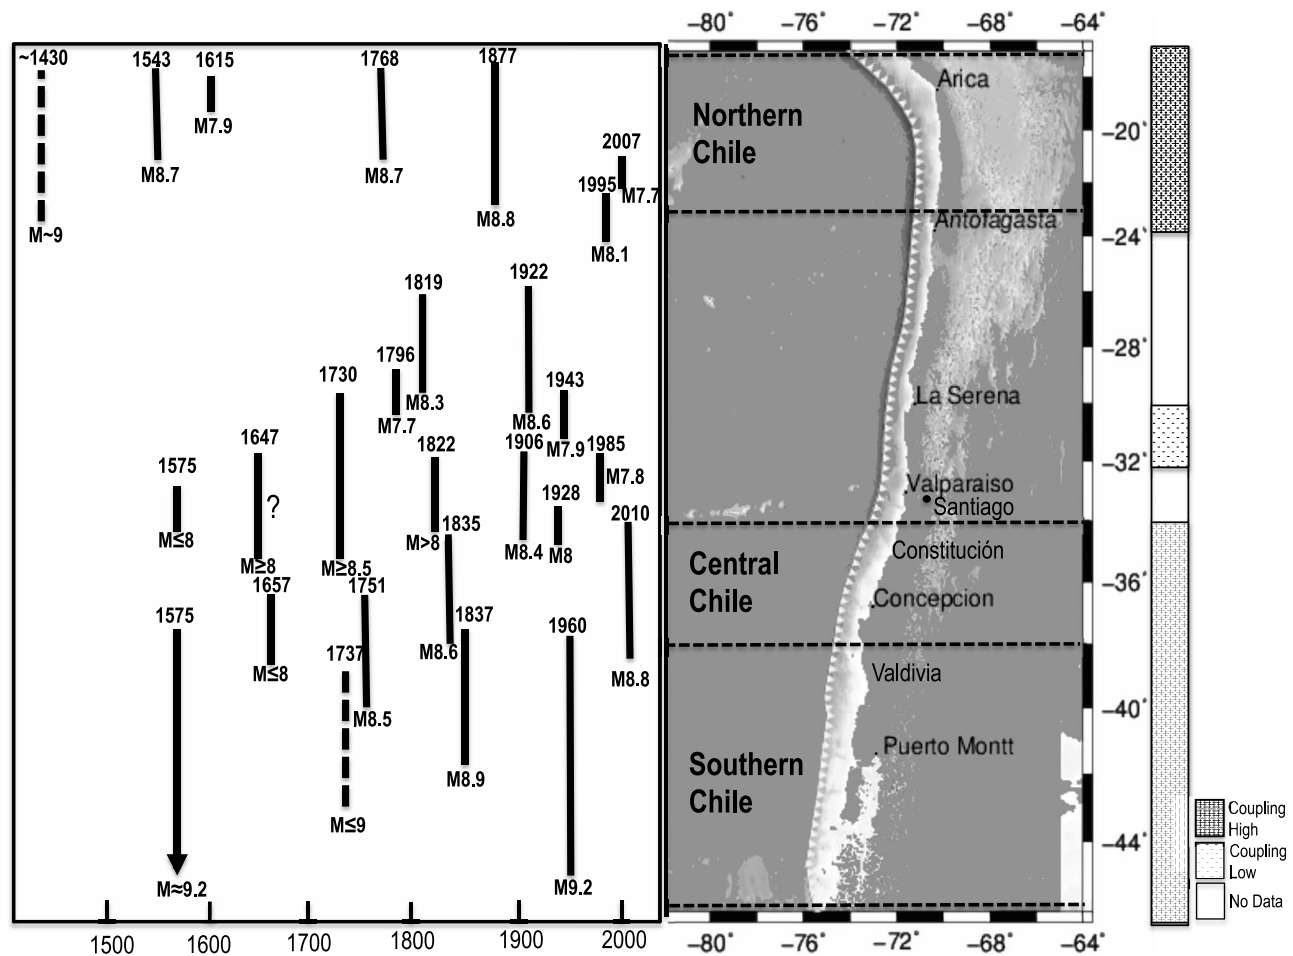 −80° −76° −72° −68° −64°
~1430 1543 1615 1768 1877
M7.9
M8.7 M8.7
2007
1995 M7.7
M8.8
M~9
M8.1
1922
1819
1796
1730 1943
M8.3
M7.7 M8.6
1647 1822 1906 M7.9 1985
1575 M7.8
? 1928
1835 2010
M≤8 M>8 M8.4 M8
M≥8 M≥8.5
1657 1751
1575 1837 1960
1737 M8.6
M≤8 M8.8
M8.5
M8.9
M≤9
M≈9.2 M9.2
1500 1600 1700 1800 1900 2000
Northern
Chile
Arica
Antofagasta
La Serena
Valparaiso
Santiago
Central
Chile
Constitución
Concepcion
Valdivia
Southern
Chile
Puerto Montt
−20°
−24°
−28°
−32°
−36°
−40°
−44°
−80° −76° −72° −68° −64°
Coupling
High
Coupling
Low
No Data